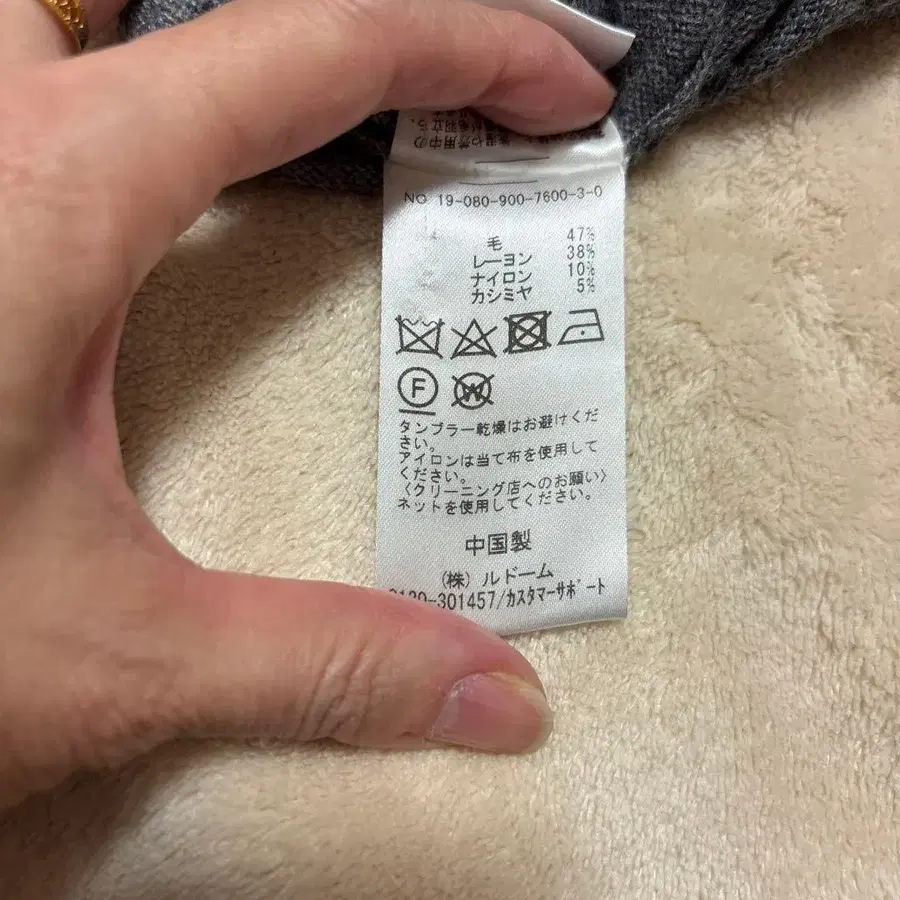 NO 19-080-900-7600-3-0
毛 47%
レーヨン 38%
ナイロン 10%
カシミヤ 5%
F W
タンブラー乾燥はお避けくだ
さい。
アイロンは当て布を使用して
ください。
〈クリーニング店へのお願い〉
ネットを使用してください。
中国製
(株) ルドーム
0120-301457/カスタマーサポート